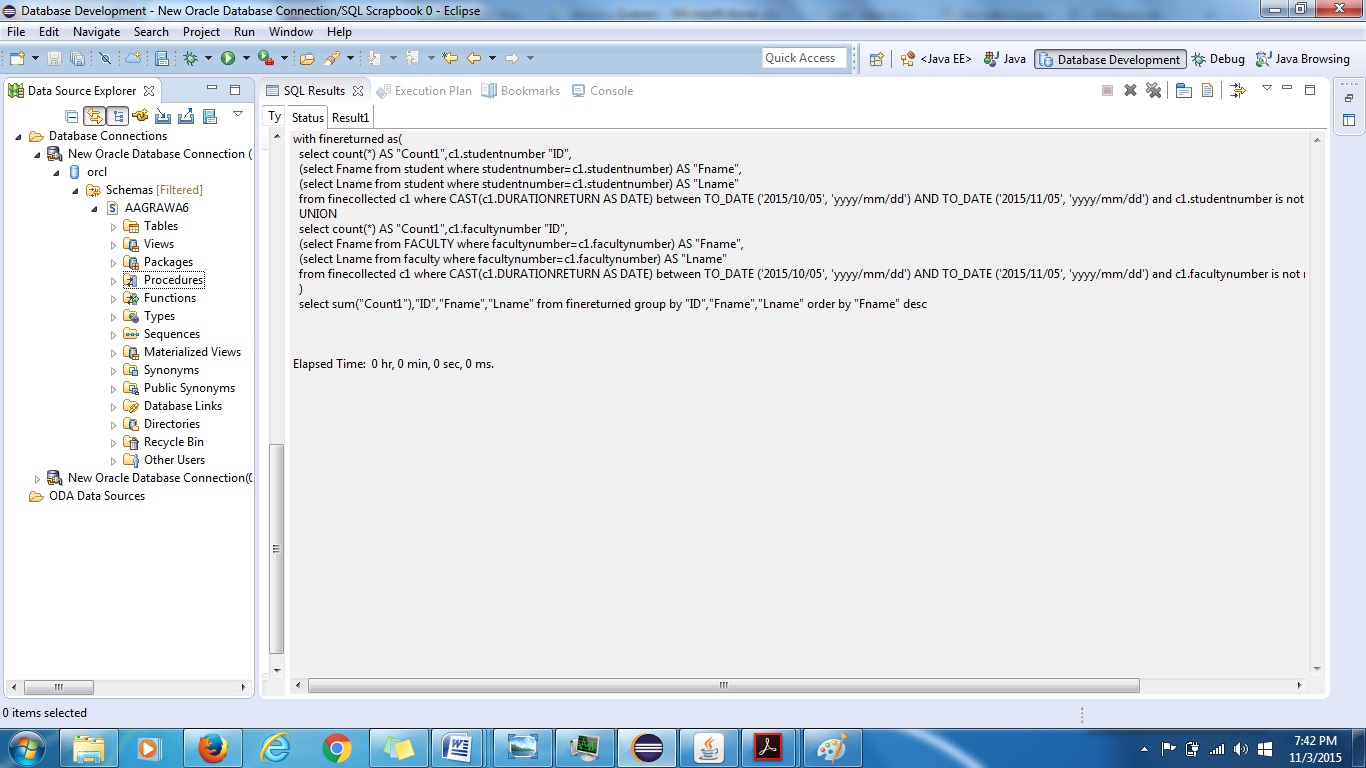 Database Development - New Oracle Database Connection/SQL Scrapbook 0 - Eclipse
File Edit Navigate Search Project Run Window Help
Quick Access
<Java EE> Java Database Development Debug Java Browsing
Data Source Explorer
Database Connections
New Oracle Database Connection (
orcl
Schemas [Filtered]
AAGRAWA6
Tables
Views
Packages
Procedures
Functions
Types
Sequences
Materialized Views
Synonyms
Public Synonyms
Database Links
Directories
Recycle Bin
Other Users
New Oracle Database Connection(
ODA Data Sources
SQL Results Execution Plan Bookmarks Console
Ty Status Result1
with finereturned as(
select count(*) AS "Count1",c1.studentnumber "ID",
(select Fname from student where studentnumber=c1.studentnumber) AS "Fname",
(select Lname from student where studentnumber=c1.studentnumber) AS "Lname"
from finecollected c1 where CAST(c1.DURATIONRETURN AS DATE) between TO_DATE ('2015/10/05', 'yyyy/mm/dd') AND TO_DATE ('2015/11/05', 'yyyy/mm/dd') and c1.studentnumber is not
UNION
select count(*) AS "Count1",c1.facultynumber "ID",
(select Fname from FACULTY where facultynumber=c1.facultynumber) AS "Fname",
(select Lname from faculty where facultynumber=c1.facultynumber) AS "Lname"
from finecollected c1 where CAST(c1.DURATIONRETURN AS DATE) between TO_DATE ('2015/10/05', 'yyyy/mm/dd') AND TO_DATE ('2015/11/05', 'yyyy/mm/dd') and c1.facultynumber is not
)
select sum("Count1"),"ID","Fname","Lname" from finereturned group by "ID","Fname","Lname" order by "Fname" desc
Elapsed Time: 0 hr, 0 min, 0 sec, 0 ms.
0 items selected
7:42 PM
11/3/2015